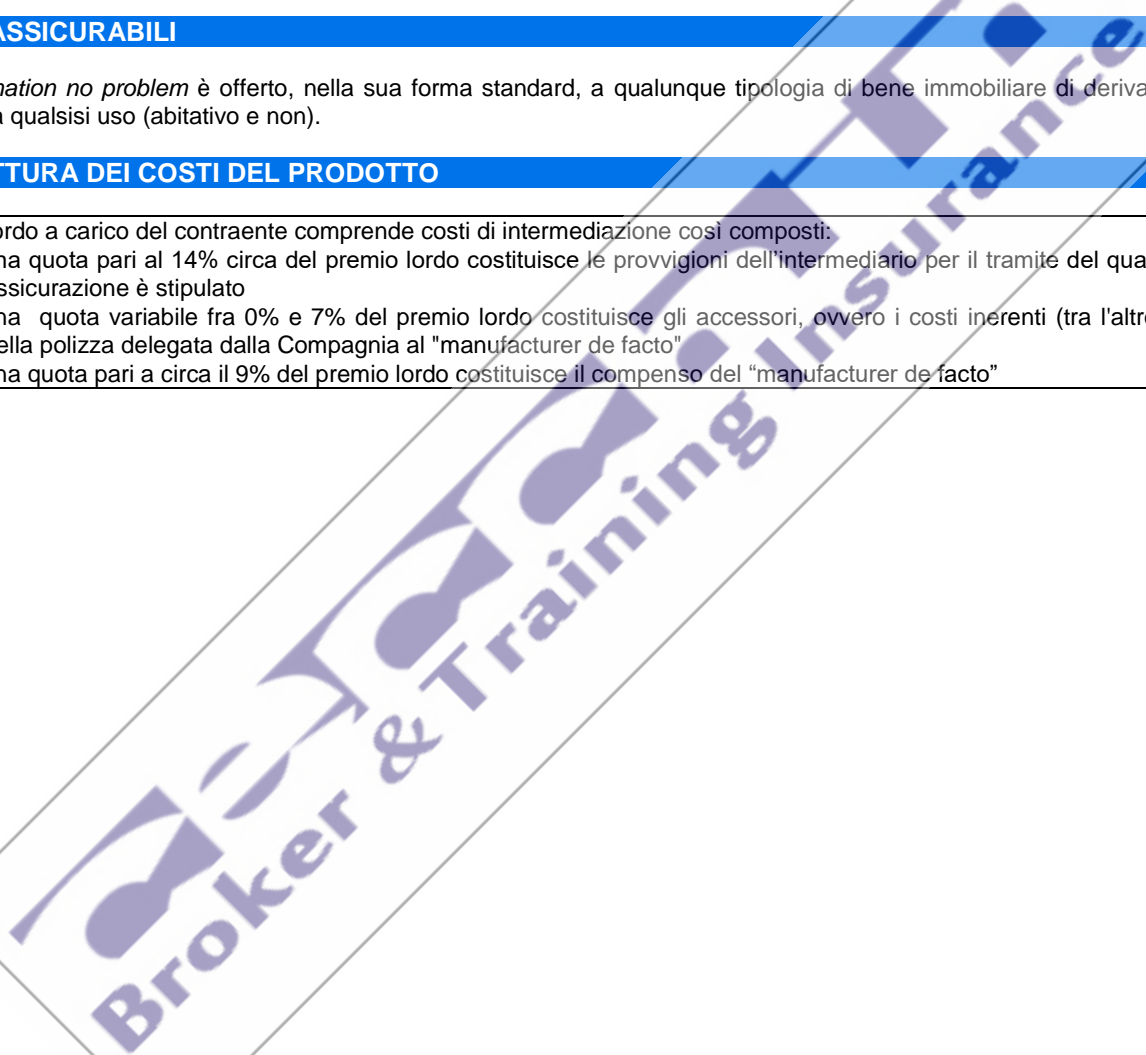 ASSICURABILI
nation no problem è offerto, nella sua forma standard, a qualunque tipologia di bene immobiliare di deriva
a qualsisi uso (abitativo e non).
TTURA DEI COSTI DEL PRODOTTO
ordo a carico del contraente comprende costi di intermediazione così composti:
na quota pari al 14% circa del premio lordo costituisce le provvigioni dell'intermediario per il tramite del qua
ssicurazione è stipulato
na quota variabile fra 0% e 7% del premio lordo costituisce gli accessori, ovvero i costi inerenti (tra l'altro
ella polizza delegata dalla Compagnia al "manufacturer de facto"
na quota pari a circa il 9% del premio lordo costituisce il compenso del “manufacturer de facto”
Broker & Training Insurance